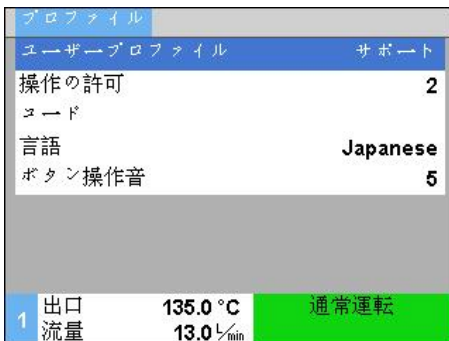 プロファイル
ユーザープロファイル サポート
操作の許可 2
コード
言語 Japanese
ボタン操作音 5
1 出口 135.0 °C 通常運転
流量 13.0 L/min